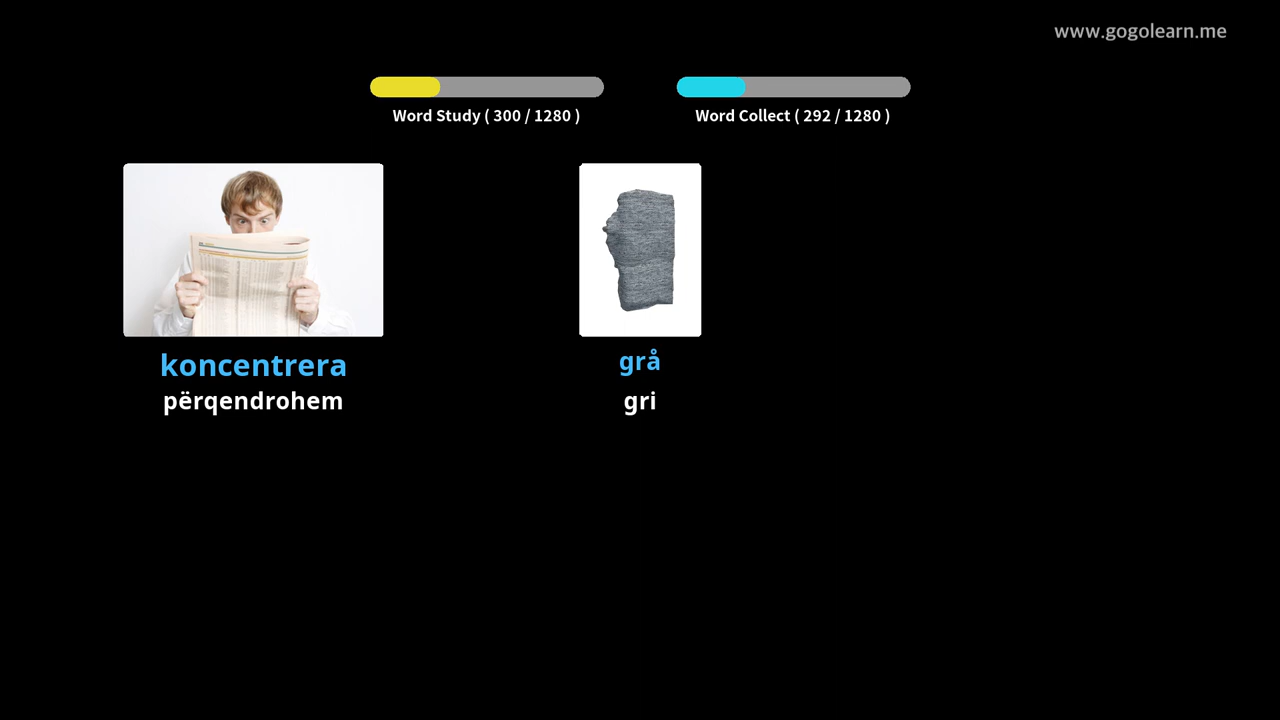 www.gogolearn.me
Word Study ( 300 / 1280 )
Word Collect ( 292 / 1280 )
koncentrera
përqendrohem
grå
gri